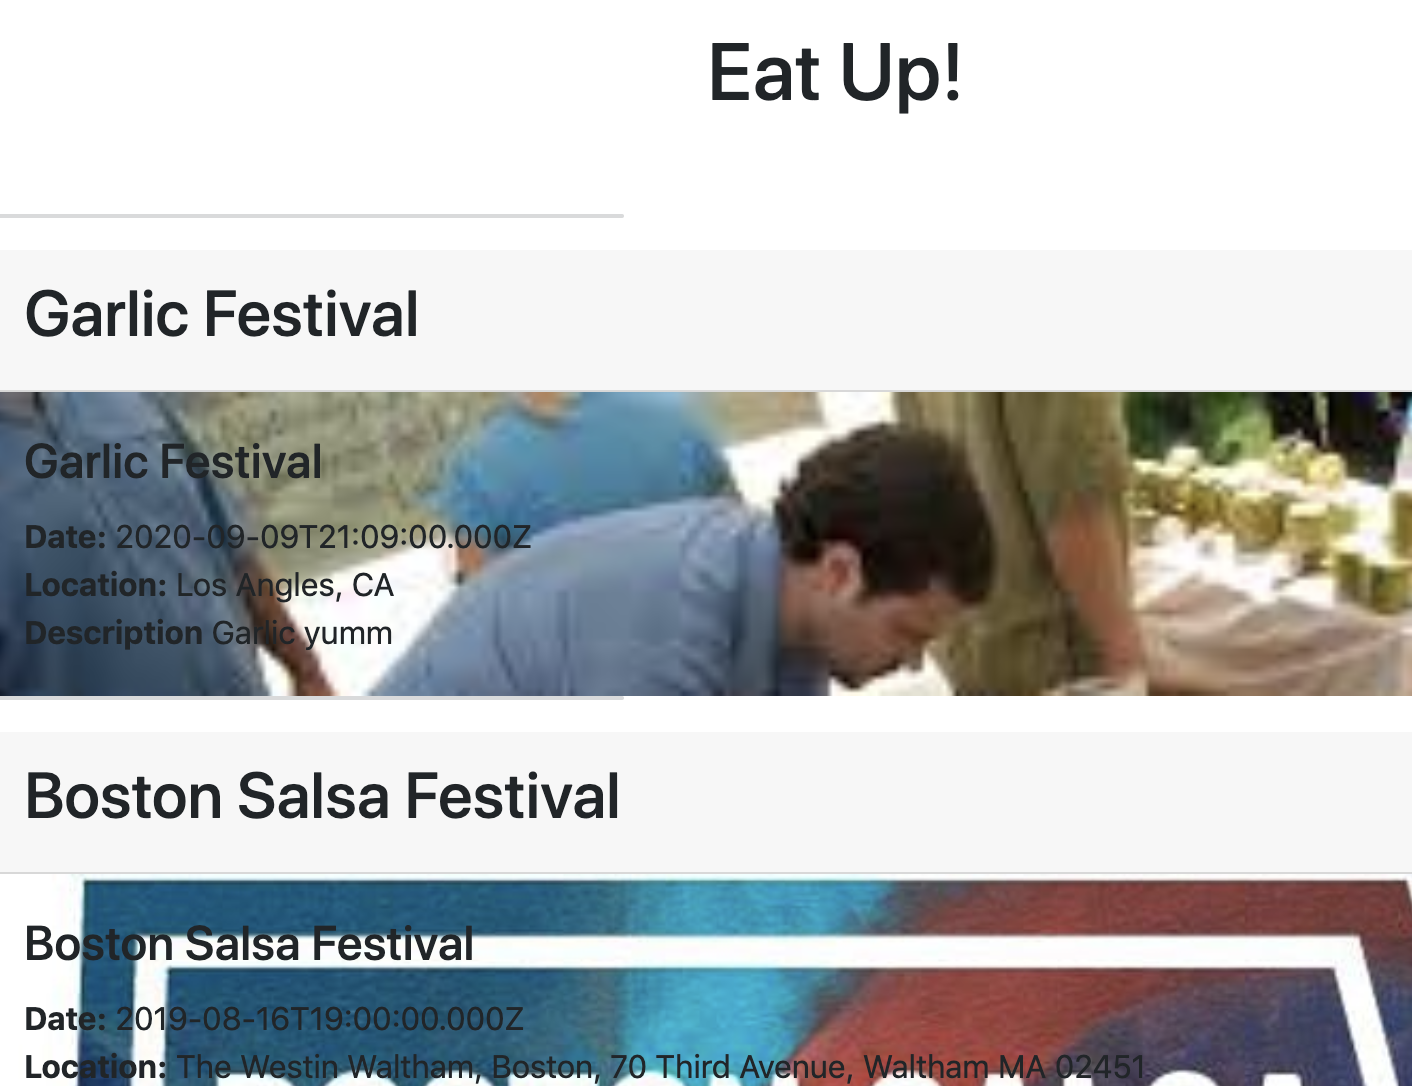 Eat Up!
Garlic Festival
Garlic Festival
Date: 2020-09-09T21:09:00.000Z
Location: Los Angles, CA
Description Garlic yumm
Boston Salsa Festival
Boston Salsa Festival
Date: 2019-08-16T19:00:00.000Z
Location: The Westin Waltham, Boston, 70 Third Avenue, Waltham MA 02451